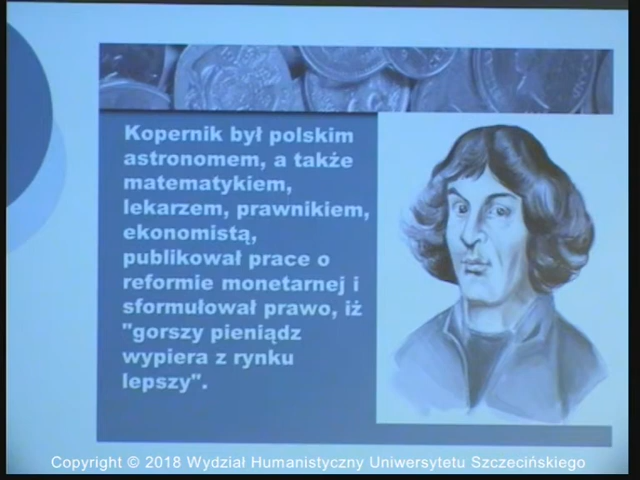 Kopernik był polskim
astronomem, a także
matematykiem,
lekarzem, prawnikiem,
ekonomistą,
publikował prace o
reformie monetarnej i
sformułował prawo, iż
"gorszy pieniądz
wypiera z rynku
lepszy".
Copyright © 2018 Wydział Humanistyczny Uniwersytetu Szczecińskiego